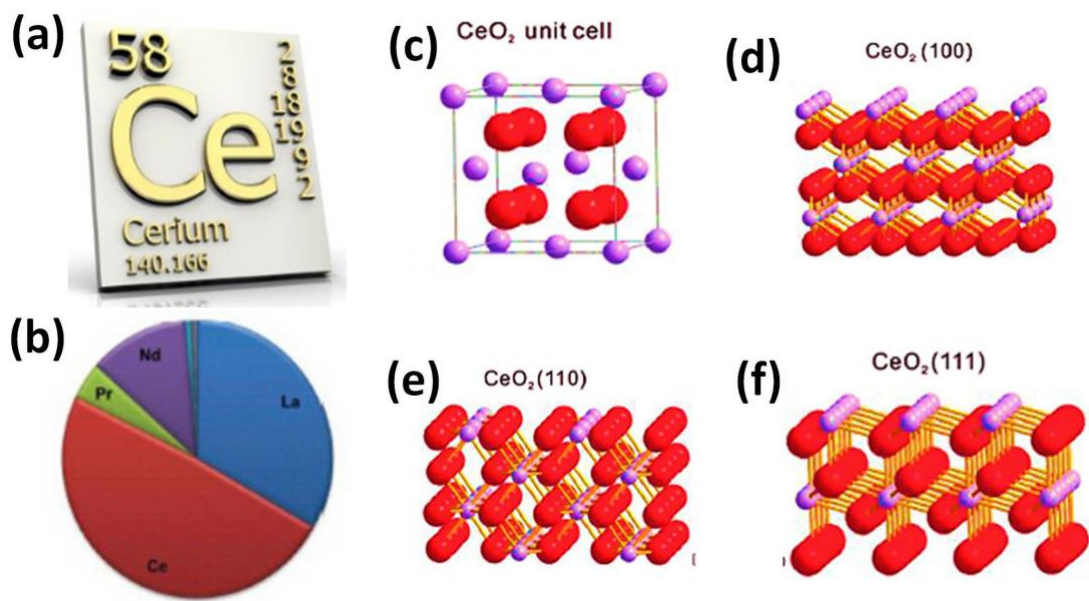 (a)
58
Ce
2
8
18
19
9
2
Cerium
140.166
(b)
Nd
Pr
La
Ce
(c)
CeO₂ unit cell
(d)
CeO₂(100)
(e)
CeO₂(110)
(f)
CeO₂(111)